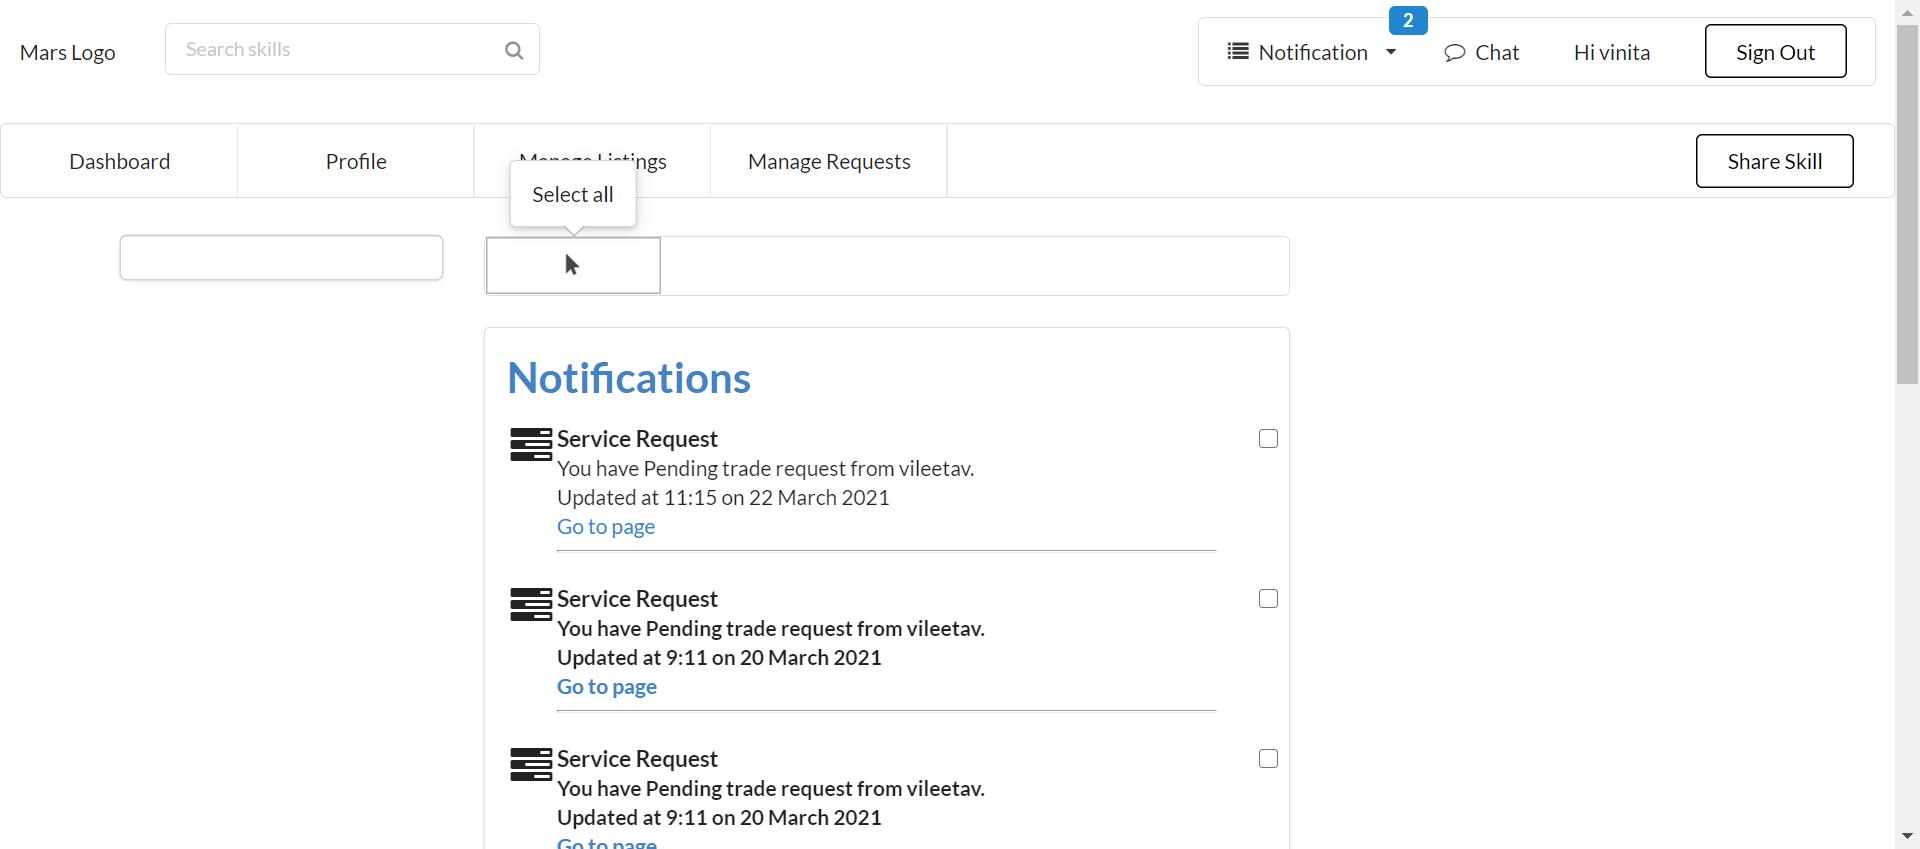 Mars Logo
Search skills
2
Notification
Chat
Hi vinita
Sign Out
Dashboard
Profile
Manage Listings
Manage Requests
Share Skill
Select all
Notifications
Service Request
You have Pending trade request from vileetav.
Updated at 11:15 on 22 March 2021
Go to page
Service Request
You have Pending trade request from vileetav.
Updated at 9:11 on 20 March 2021
Go to page
Service Request
You have Pending trade request from vileetav.
Updated at 9:11 on 20 March 2021
Go to page